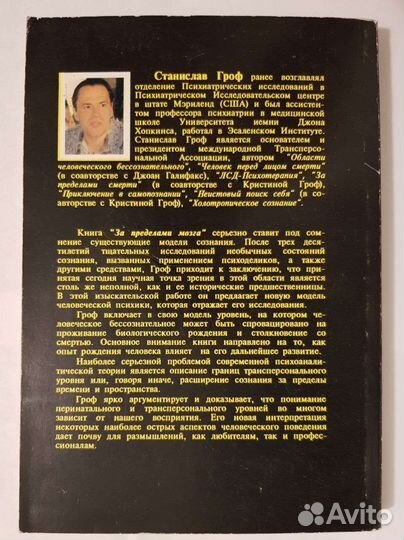 Станислав Гроф ранее возглавлял
отделение Психиатрических исследований в
Психиатрическом Исследовательском центре
в штате Мэриленд (США) и был ассистен-
том профессора психиатрии в медицинской
школе Университета иемни Джона
Хопкинса, работал в Эсаленском Институте.
Станислав Гроф является основателем и
президентом международной Трансперсо-
нальной Ассоциации, автором "Области
человеческого бессознательного", "Человек перед лицом смерти"
(в соавторстве с Джоан Галифакс), "ЛСД-Психотерапия", "За
пределами смерти" (в соавторстве с Кристиной Гроф),
"Приключение в самопознании", "Неистовый поиск себя" (в со-
авторстве с Кристиной Гроф), "Холотропическое сознание".
Книга "За пределами мозга" серьезно ставит под сом-
нение существующие модели сознания. После трех деся-
тилетий тщательных исследований необычных состояний
сознания, вызванных применением психоделиков, а также
другими средствами, Гроф приходит к заключению, что при-
нятая сегодня научная точка зрения в этой области является
столь же неполной, как и ее исторические предшественницы.
В этой изыскательской работе он предлагает новую модель
человеческой психики, которая отражает его исследования.
Гроф включает в свою модель уровень, на котором че-
ловеческое бессознательное может быть спровоцировано на
проживание биологического рождения и столкновение со
смертью. Основное внимание книги направлено на то, как
опыт рождения человека влияет на его дальнейшее развитие.
Наиболее серьезной проблемой современной психоанали-
тической теории является описание границ трансперсонального
уровня или, говоря иначе, расширение сознания за пределы
времени и пространства.
Гроф ярко аргументирует и доказывает, что понимание
перинатального и трансперсонального уровней во многом
зависит от нашего восприятия. Его новая интерпретация
некоторых наиболее острых аспектов человеческого поведения
дает почву для размышлений, как любителям, так и профес-
сионалам.
Avito